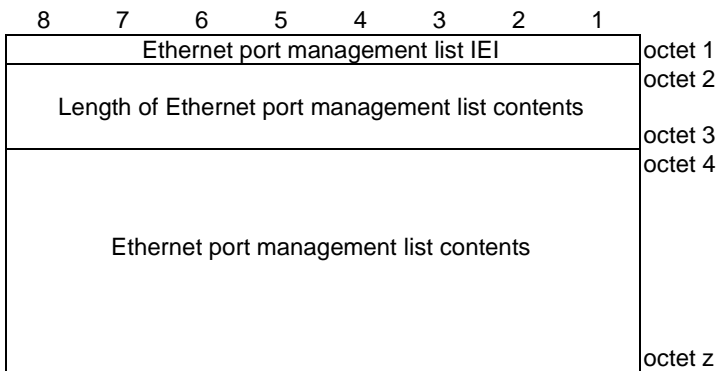 8 7 6 5 4 3 2 1
Ethernet port management list IEI octet 1
octet 2
Length of Ethernet port management list contents
octet 3
octet 4
Ethernet port management list contents
octet z